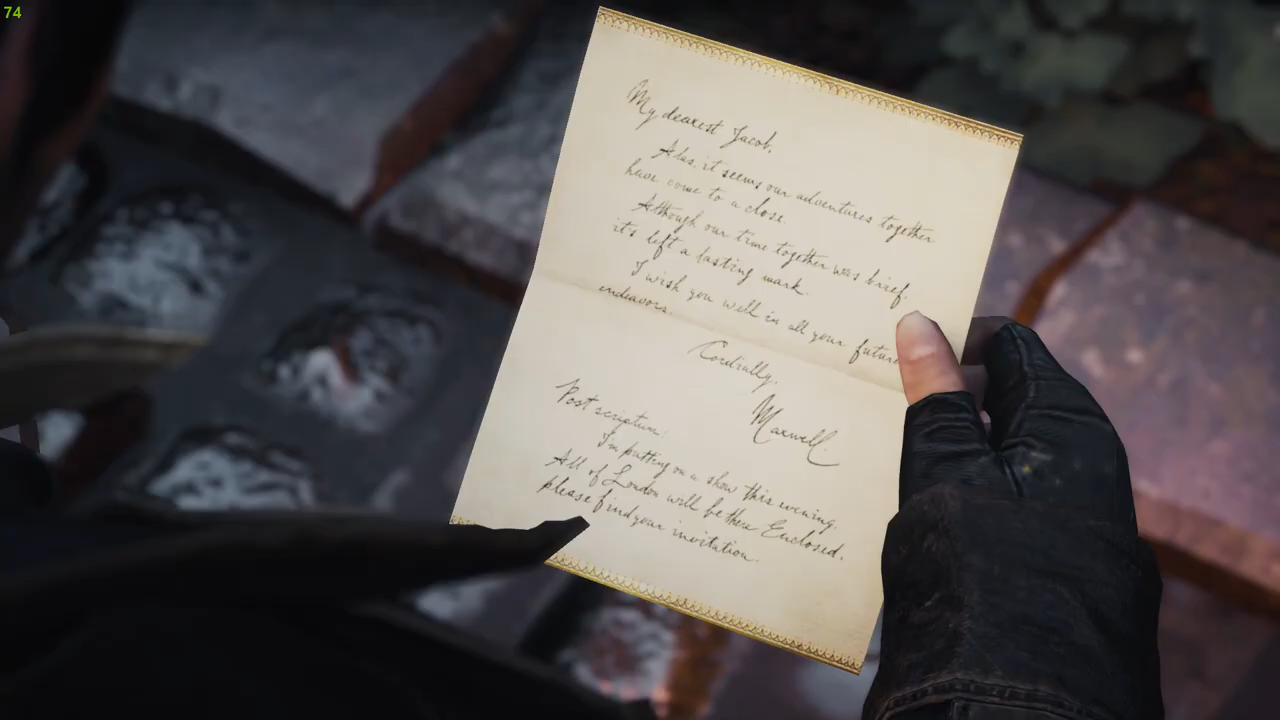 74
My dearest Jacob,
Alas, it seems our adventures together
have come to a close.
Although our time together was brief,
it's left a lasting mark.
I wish you well in all your future
endeavors.
Cordially,
Maxwell.
Post scriptum:
I'm putting on a show this evening.
All of London will be there. Enclosed,
please find your invitation.